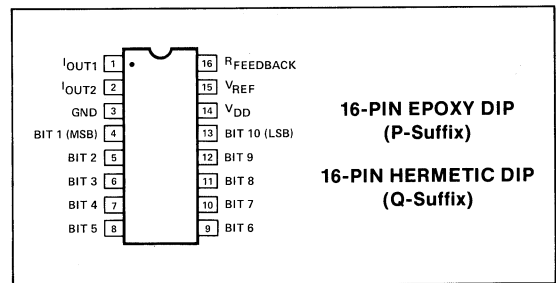 IOUT1 1
IOUT2 2
GND 3
BIT 1 (MSB) 4
BIT 2 5
BIT 3 6
BIT 4 7
BIT 5 8
16 RFEEDBACK
15 VREF
14 VDD
13 BIT 10 (LSB)
12 BIT 9
11 BIT 8
10 BIT 7
9 BIT 6
16-PIN EPOXY DIP
(P-Suffix)
16-PIN HERMETIC DIP
(Q-Suffix)